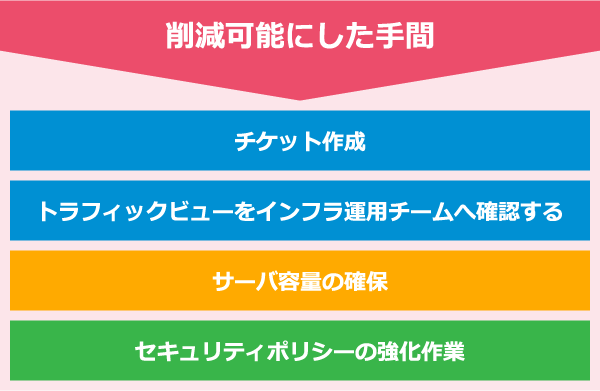 削減可能にした手間
チケット作成
トラフィックビューをインフラ運用チームへ確認する
サーバ容量の確保
セキュリティポリシーの強化作業